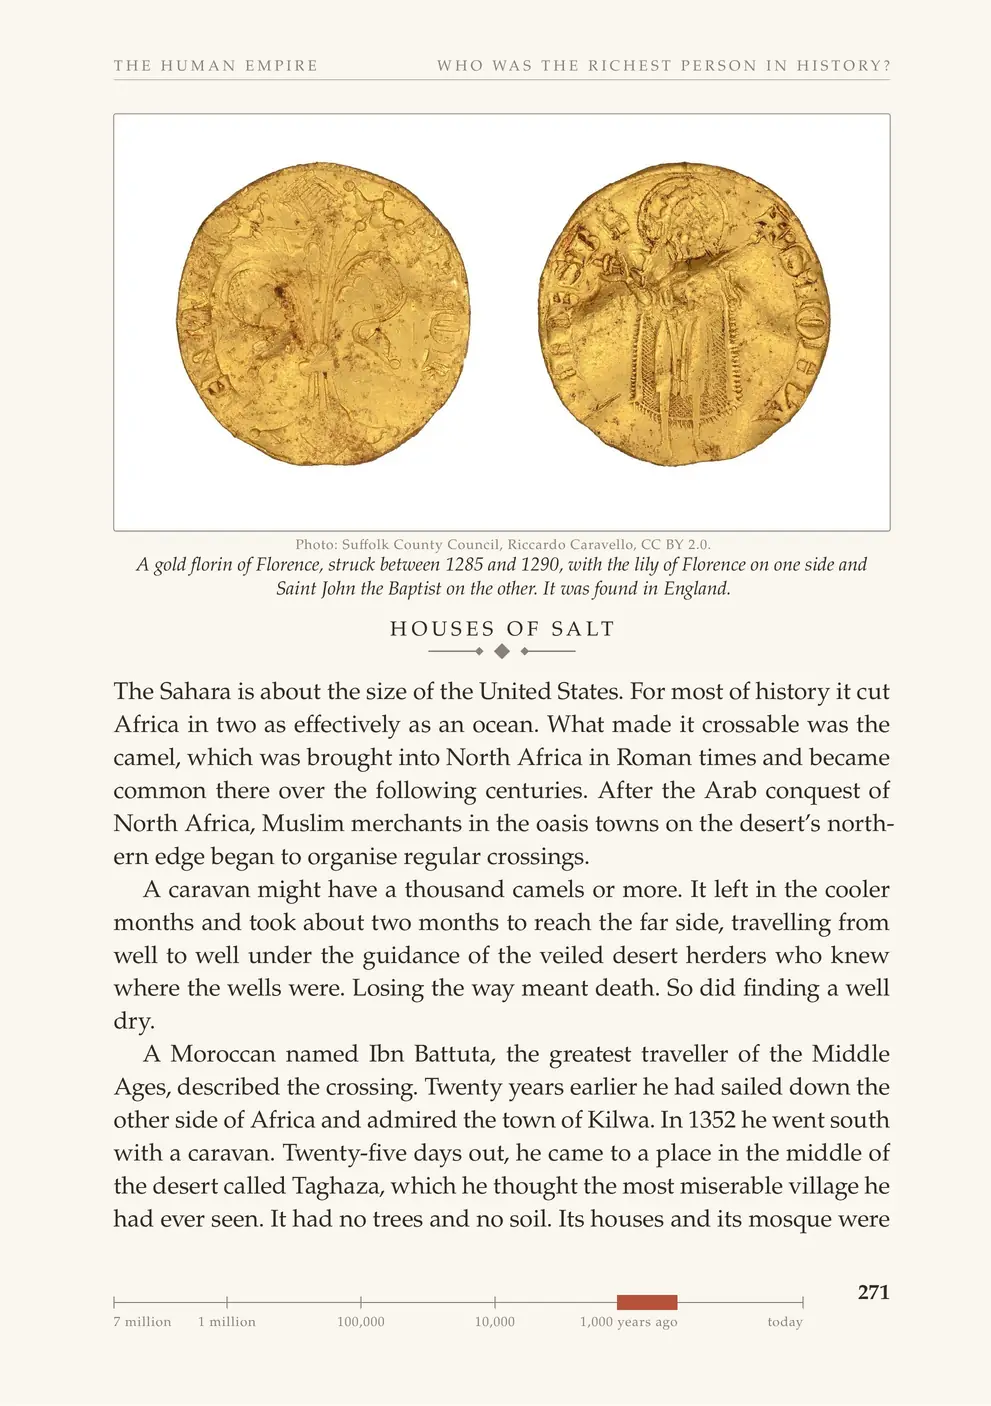 THE HUMAN EMPIRE
WHO WAS THE RICHEST PERSON IN HISTORY?
Photo: Suffolk County Council, Riccardo Caravello, CC BY 2.0.
A gold florin of Florence, struck between 1285 and 1290, with the lily of Florence on one side and
Saint John the Baptist on the other. It was found in England.
HOUSES OF SALT
The Sahara is about the size of the United States. For most of history it cut
Africa in two as effectively as an ocean. What made it crossable was the
camel, which was brought into North Africa in Roman times and became
common there over the following centuries. After the Arab conquest of
North Africa, Muslim merchants in the oasis towns on the desert’s north-
ern edge began to organise regular crossings.
A caravan might have a thousand camels or more. It left in the cooler
months and took about two months to reach the far side, travelling from
well to well under the guidance of the veiled desert herders who knew
where the wells were. Losing the way meant death. So did finding a well
dry.
A Moroccan named Ibn Battuta, the greatest traveller of the Middle
Ages, described the crossing. Twenty years earlier he had sailed down the
other side of Africa and admired the town of Kilwa. In 1352 he went south
with a caravan. Twenty-five days out, he came to a place in the middle of
the desert called Taghaza, which he thought the most miserable village he
had ever seen. It had no trees and no soil. Its houses and its mosque were
271
7 million 1 million 100,000 10,000 1,000 years ago today